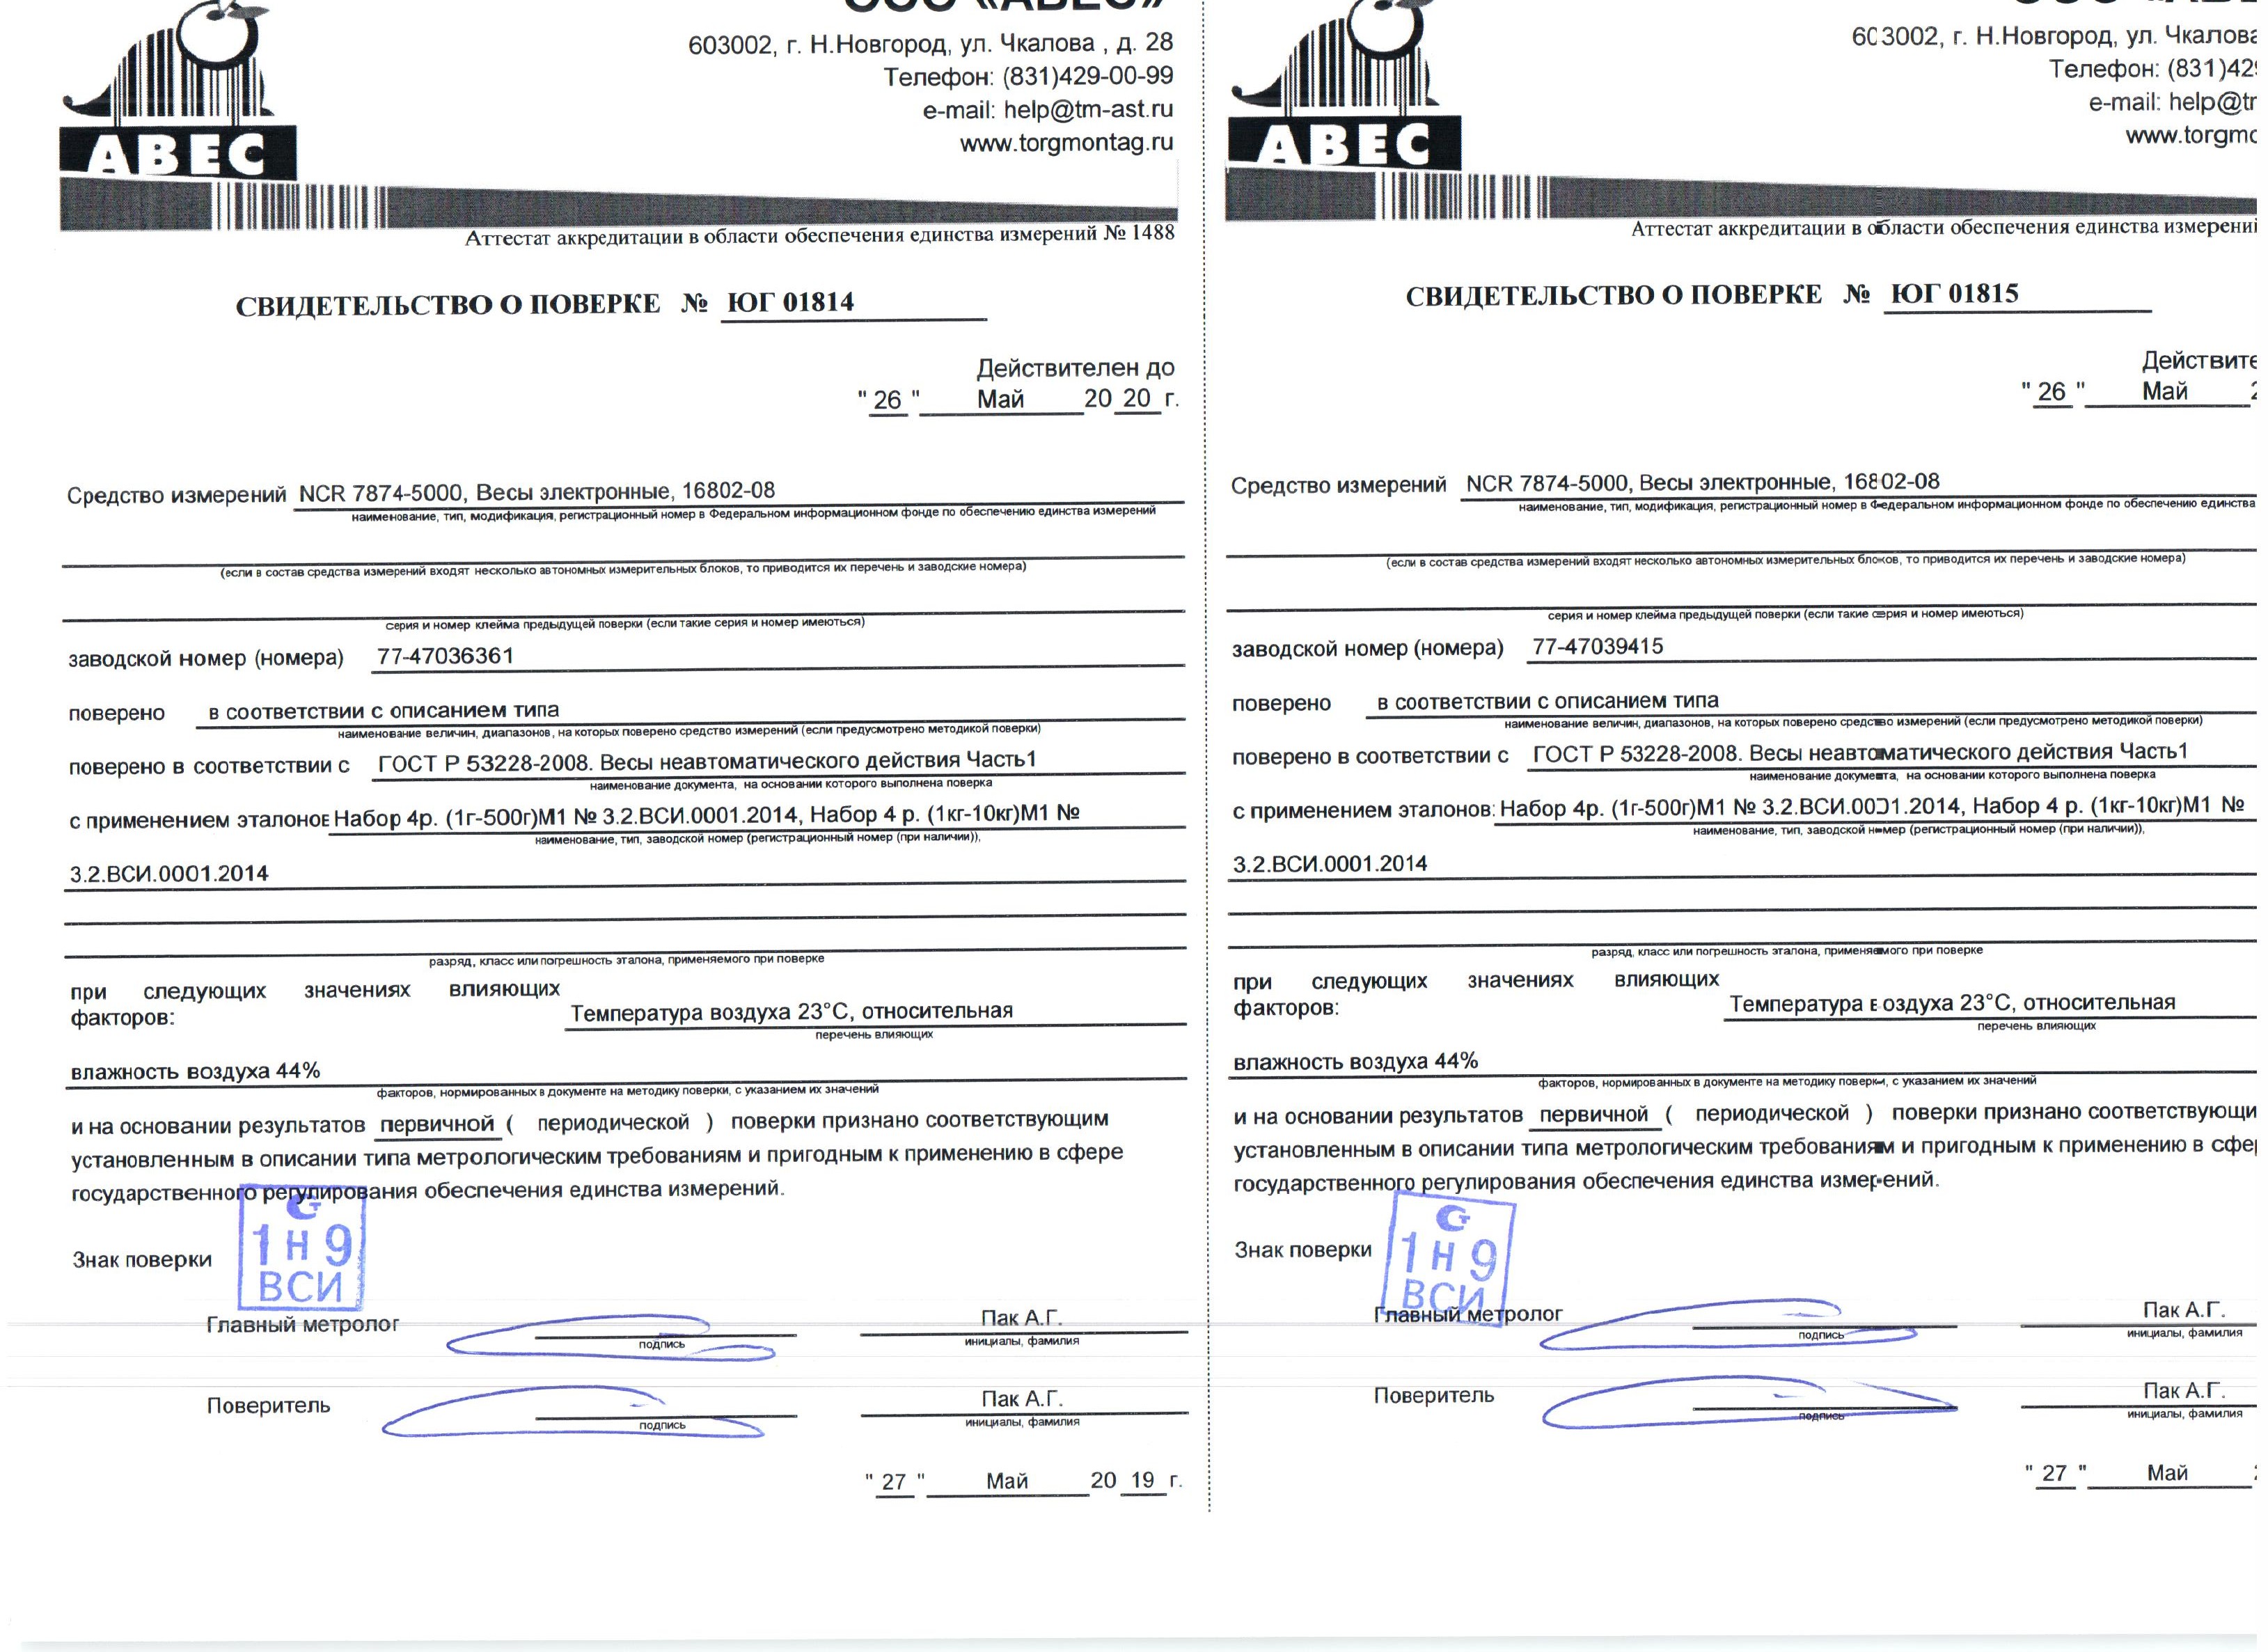 ООО «АВЕС»
603002, г. Н.Новгород, ул. Чкалова , д. 28
Телефон: (831)429-00-99
e-mail: help@tm-ast.ru
www.torgmontag.ru
АВЕС
Аттестат аккредитации в области обеспечения единства измерений № 1488
СВИДЕТЕЛЬСТВО О ПОВЕРКЕ № ЮГ 01814
Действителен до
" 26 " Май 20 20 г.
Средство измерений NCR 7874-5000, Весы электронные, 16802-08
наименование, тип, модификация, регистрационный номер в Федеральном информационном фонде по обеспечению единства измерений
(если в состав средства измерений входят несколько автономных измерительных блоков, то приводится их перечень и заводские номера)
серия и номер клейма предыдущей поверки (если такие серия и номер имеються)
заводской номер (номера) 77-47036361
поверено в соответствии с описанием типа
наименование величин, диапазонов, на которых поверено средство измерений (если предусмотрено методикой поверки)
поверено в соответствии с ГОСТ Р 53228-2008. Весы неавтоматического действия Часть1
наименование документа, на основании которого выполнена поверка
с применением эталонов Набор 4р. (1г-500г)М1 № 3.2.ВСИ.0001.2014, Набор 4 р. (1кг-10кг)М1 №
наименование, тип, заводской номер (регистрационный номер (при наличии)),
3.2.ВСИ.0001.2014
разряд, класс или погрешность эталона, применяемого при поверке
при следующих значениях влияющих
факторов: Температура воздуха 23°С, относительная
перечень влияющих
влажность воздуха 44%
факторов, нормированных в документе на методику поверки, с указанием их значений
и на основании результатов первичной ( периодической ) поверки признано соответствующим
установленным в описании типа метрологическим требованиям и пригодным к применению в сфере
государственного регулирования обеспечения единства измерений.
Знак поверки
1 Н 9
ВСИ
Главный метролог Пак А.Г.
подпись инициалы, фамилия
Поверитель Пак А.Г.
подпись инициалы, фамилия
" 27 " Май 20 19 г.
603002, г. Н.Новгород, ул. Чкалова
Телефон: (831)429
e-mail: help@
www.torgmo
АВЕС
Аттестат аккредитации в области обеспечения единства измерений
СВИДЕТЕЛЬСТВО О ПОВЕРКЕ № ЮГ 01815
Действите
" 26 " Май
Средство измерений NCR 7874-5000, Весы электронные, 16802-08
наименование, тип, модификация, регистрационный номер в Федеральном информационном фонде по обеспечению единства
(если в состав средства измерений входят несколько автономных измерительных блоков, то приводится их перечень и заводские номера)
серия и номер клейма предыдущей поверки (если такие серия и номер имеються)
заводской номер (номера) 77-47039415
поверено в соответствии с описанием типа
наименование величин, диапазонов, на которых поверено средство измерений (если предусмотрено методикой поверки)
поверено в соответствии с ГОСТ Р 53228-2008. Весы неавтоматического действия Часть1
наименование документа, на основании которого выполнена поверка
с применением эталонов: Набор 4р. (1г-500г)М1 № 3.2.ВСИ.0001.2014, Набор 4 р. (1кг-10кг)М1 №
наименование, тип, заводской номер (регистрационный номер (при наличии)),
3.2.ВСИ.0001.2014
разряд, класс или погрешность эталона, применяемого при поверке
при следующих значениях влияющих
факторов: Температура воздуха 23°С, относительная
перечень влияющих
влажность воздуха 44%
факторов, нормированных в документе на методику поверки, с указанием их значений
и на основании результатов первичной ( периодической ) поверки признано соответствующи
установленным в описании типа метрологическим требованиям и пригодным к применению в сфер
государственного регулирования обеспечения единства измерений.
Знак поверки
1 Н 9
ВСИ
Главный метролог Пак А.Г.
подпись инициалы, фамилия
Поверитель Пак А.Г.
подпись инициалы, фамилия
" 27 " Май